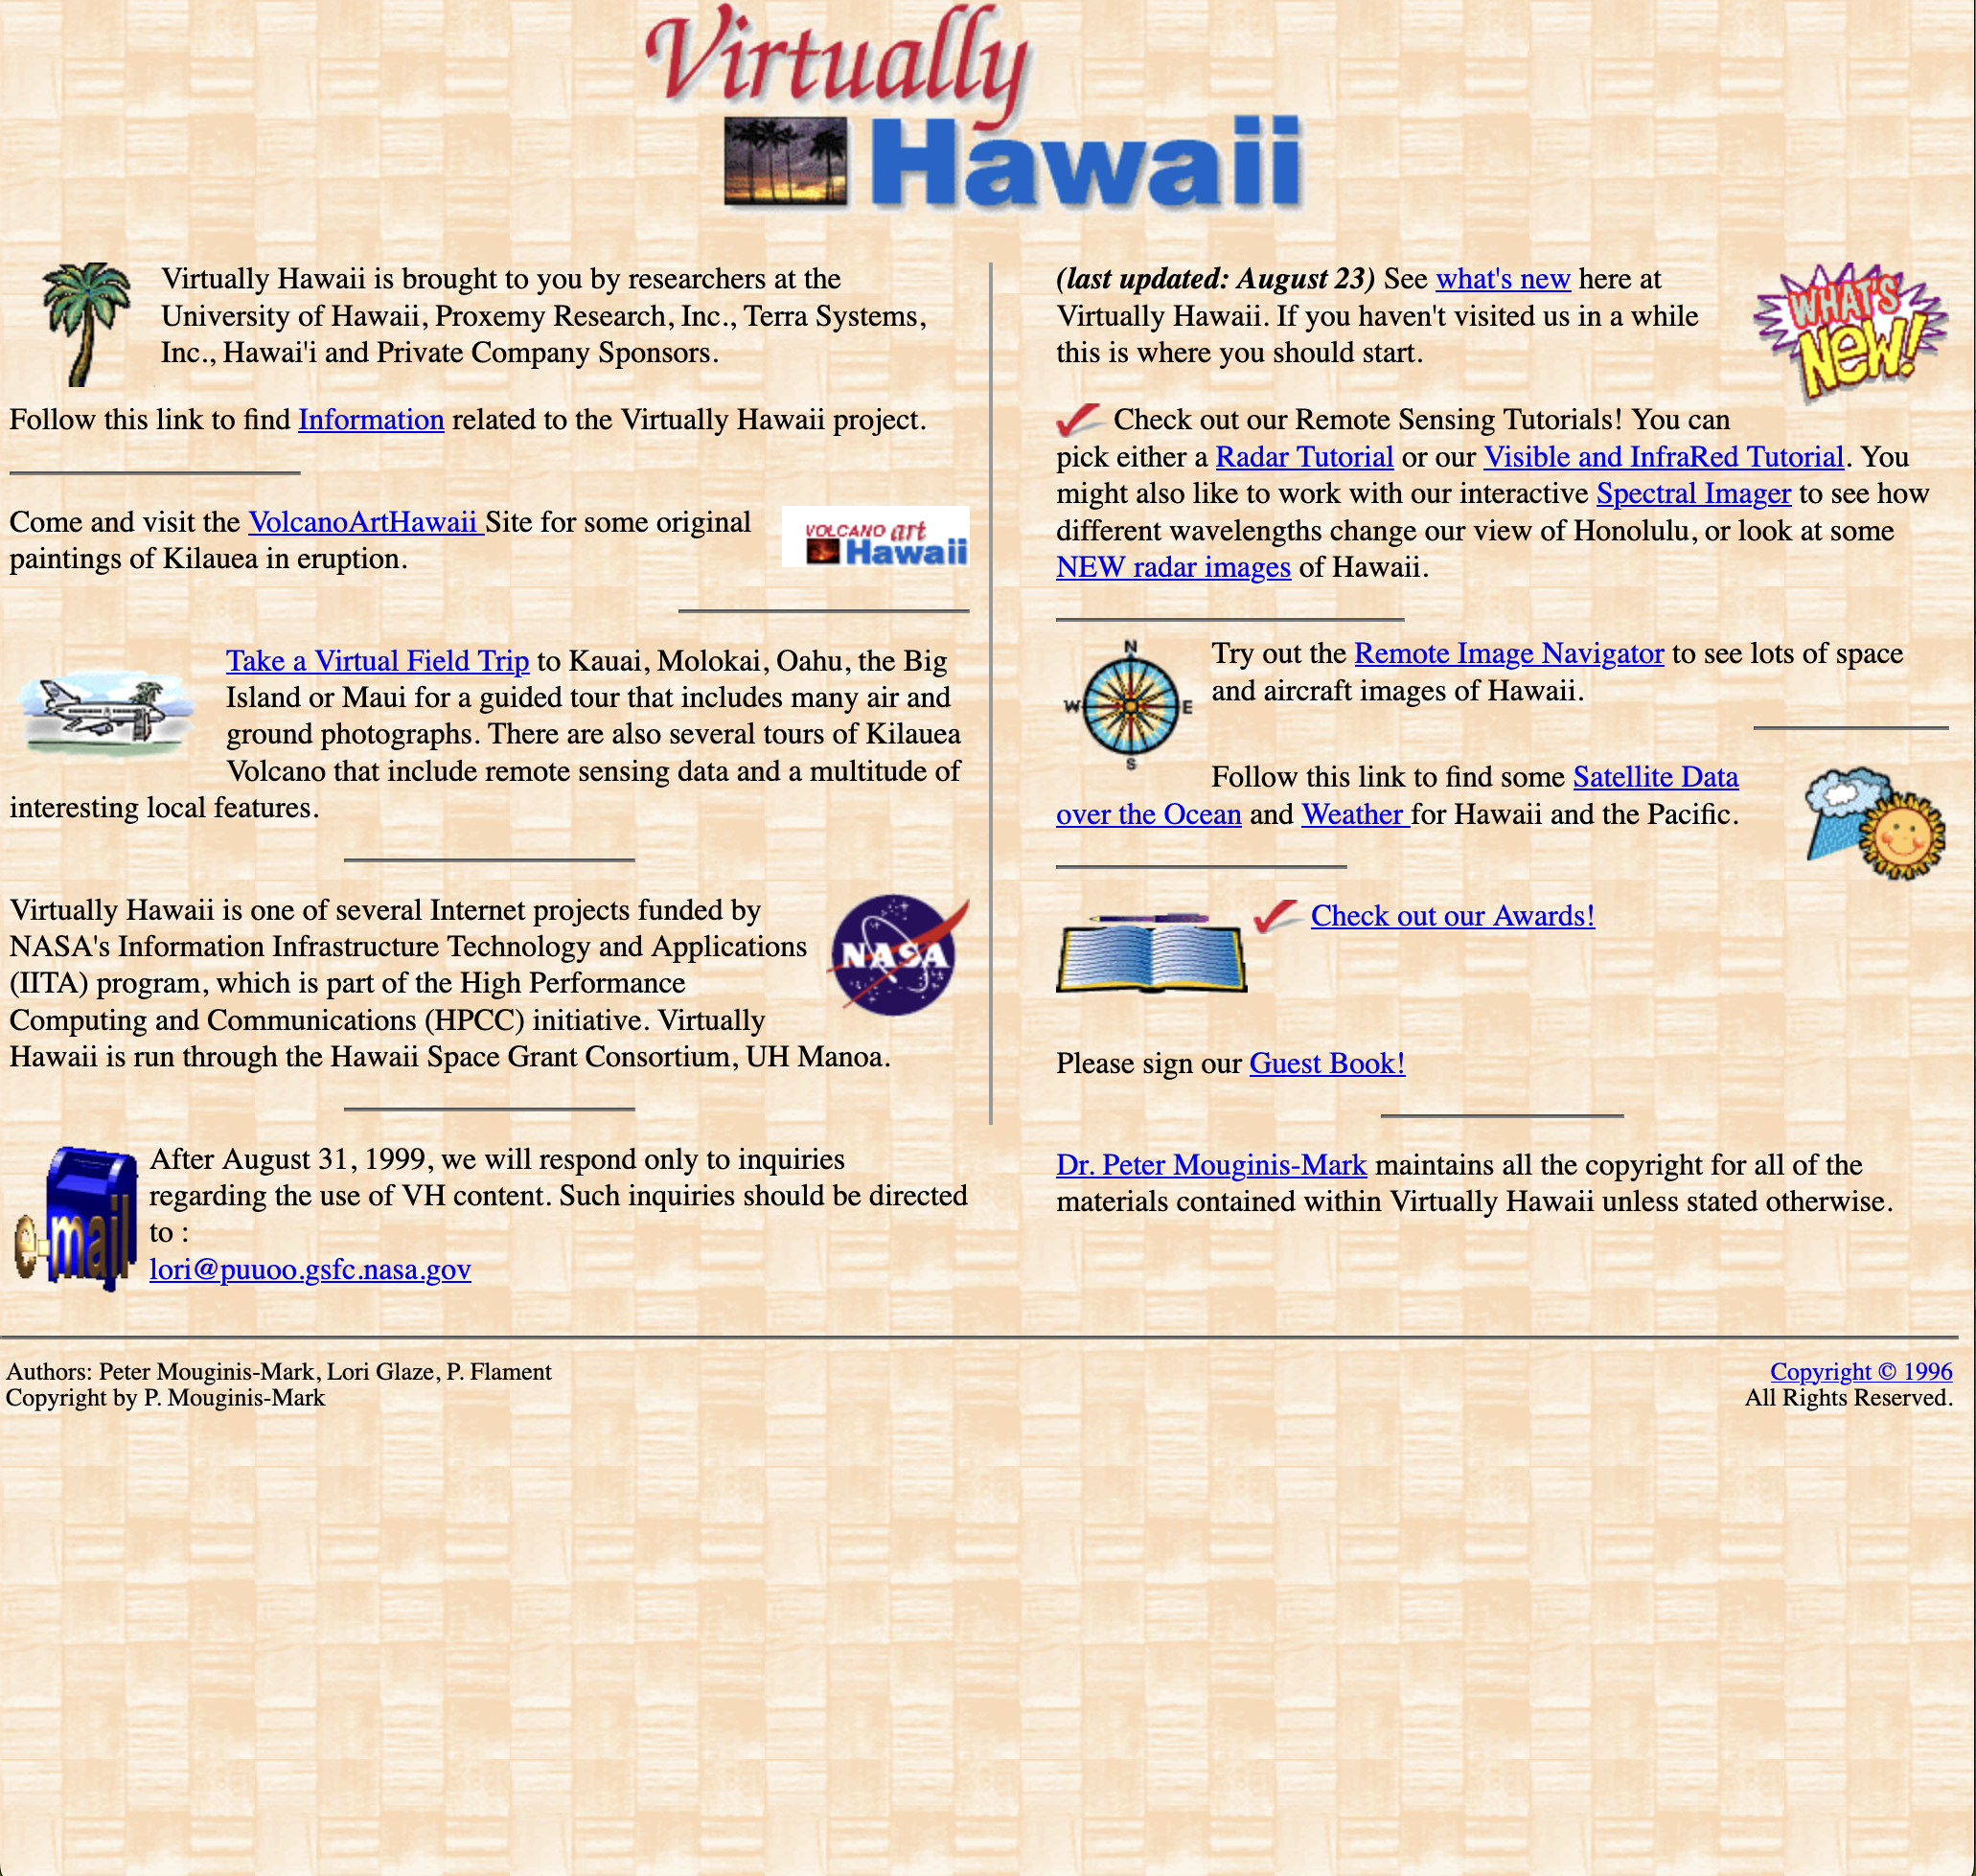 Virtually
Hawaii
Virtually Hawaii is brought to you by researchers at the
University of Hawaii, Proxemy Research, Inc., Terra Systems,
Inc., Hawai'i and Private Company Sponsors.
Follow this link to find Information related to the Virtually Hawaii project.
Come and visit the VolcanoArtHawaii Site for some original
paintings of Kilauea in eruption.
VOLCANO art
Hawaii
Take a Virtual Field Trip to Kauai, Molokai, Oahu, the Big
Island or Maui for a guided tour that includes many air and
ground photographs. There are also several tours of Kilauea
Volcano that include remote sensing data and a multitude of
interesting local features.
Virtually Hawaii is one of several Internet projects funded by
NASA's Information Infrastructure Technology and Applications
(IITA) program, which is part of the High Performance
Computing and Communications (HPCC) initiative. Virtually
Hawaii is run through the Hawaii Space Grant Consortium, UH Manoa.
NASA
After August 31, 1999, we will respond only to inquiries
regarding the use of VH content. Such inquiries should be directed
to :
lori@puuoo.gsfc.nasa.gov
e-mail
(last updated: August 23) See what's new here at
Virtually Hawaii. If you haven't visited us in a while
this is where you should start.
WHAT'S
NEW!
Check out our Remote Sensing Tutorials! You can
pick either a Radar Tutorial or our Visible and InfraRed Tutorial. You
might also like to work with our interactive Spectral Imager to see how
different wavelengths change our view of Honolulu, or look at some
NEW radar images of Hawaii.
N
W E
S
Try out the Remote Image Navigator to see lots of space
and aircraft images of Hawaii.
Follow this link to find some Satellite Data
over the Ocean and Weather for Hawaii and the Pacific.
Check out our Awards!
Please sign our Guest Book!
Dr. Peter Mouginis-Mark maintains all the copyright for all of the
materials contained within Virtually Hawaii unless stated otherwise.
Authors: Peter Mouginis-Mark, Lori Glaze, P. Flament
Copyright by P. Mouginis-Mark
Copyright © 1996
All Rights Reserved.